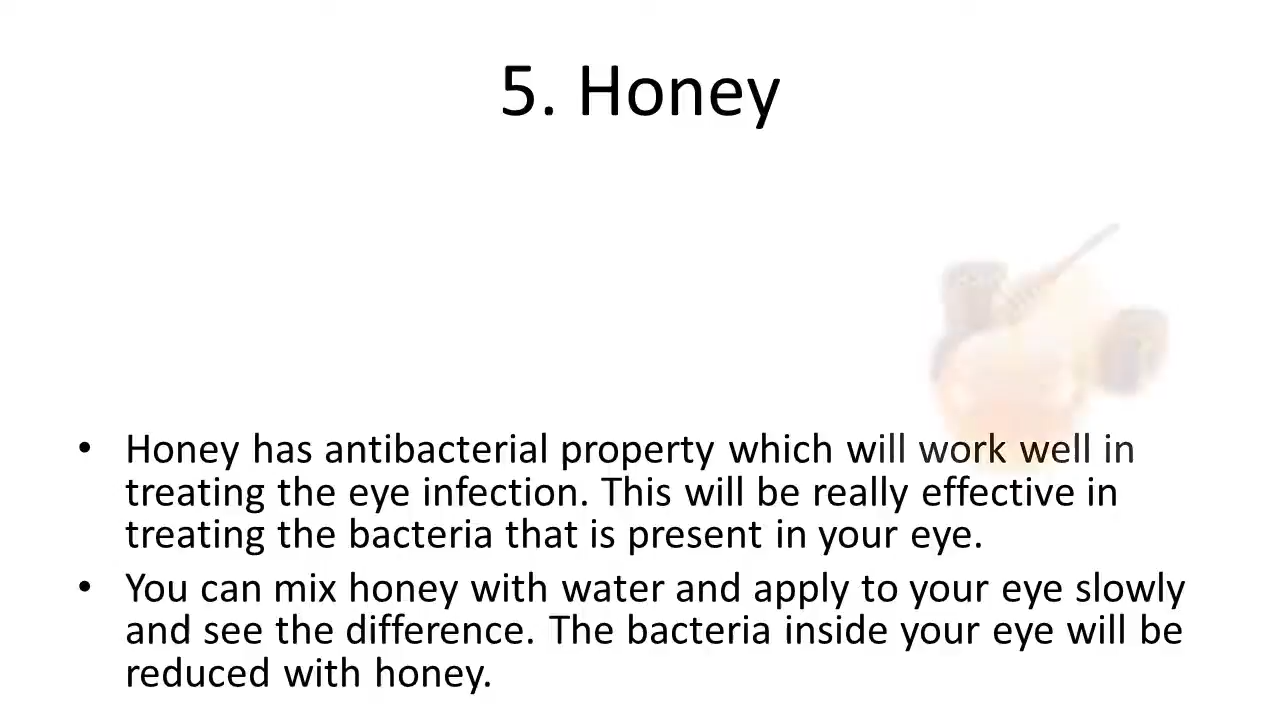 5. Honey
• Honey has antibacterial property which will work well in
treating the eye infection. This will be really effective in
treating the bacteria that is present in your eye.
• You can mix honey with water and apply to your eye slowly
and see the difference. The bacteria inside your eye will be
reduced with honey.